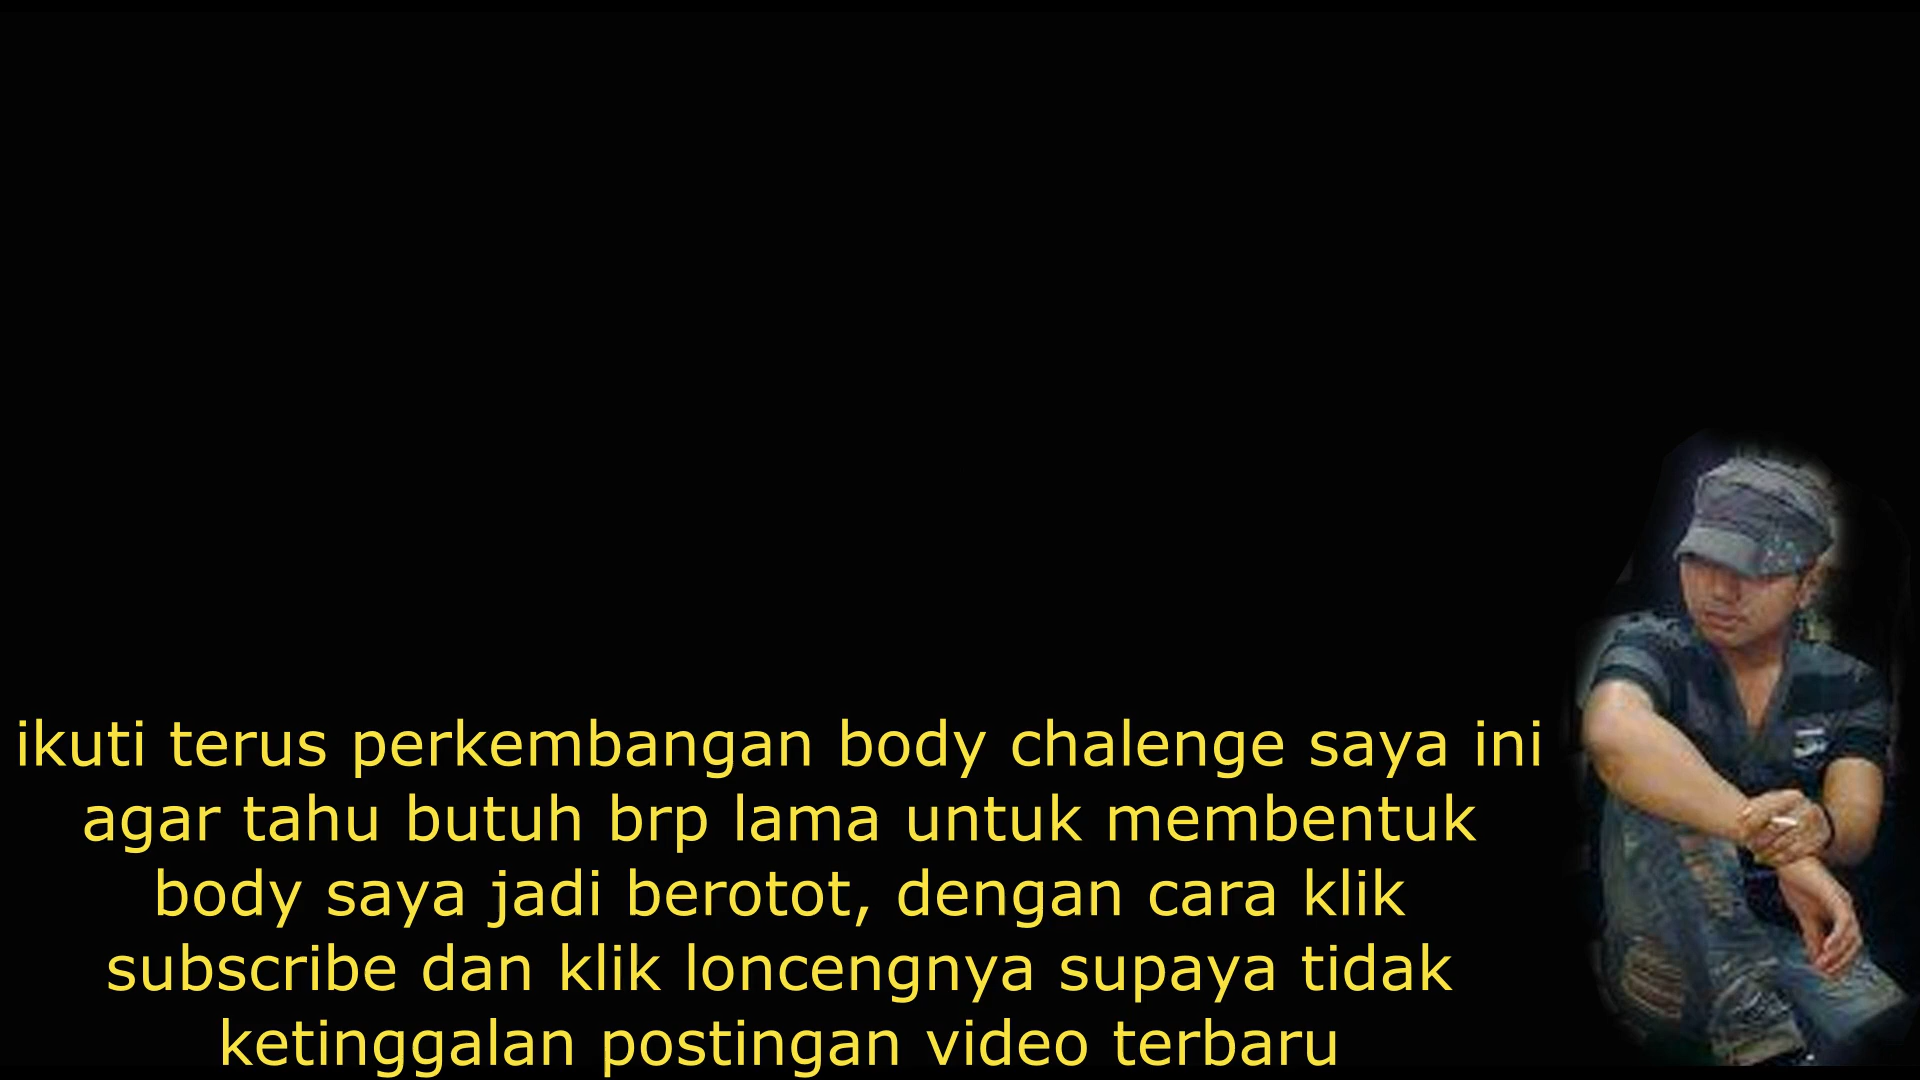 ikuti terus perkembangan body chalenge saya ini
agar tahu butuh brp lama untuk membentuk
body saya jadi berotot, dengan cara klik
subscribe dan klik loncengnya supaya tidak
ketinggalan postingan video terbaru